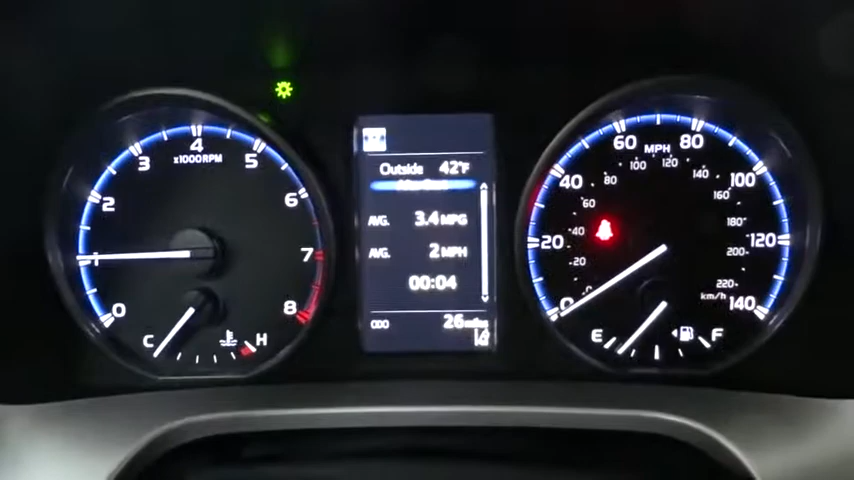 0 1 2 3 4 5 6 7 8
x1000RPM
C H
Outside 42°F
AVG. 3.4 MPG
AVG. 2 MPH
00:04
ODO 26 miles
0 20 40 60 80 100 120 140
MPH
20 40 60 80 100 120 140 160 180 200 220
km/h
E F